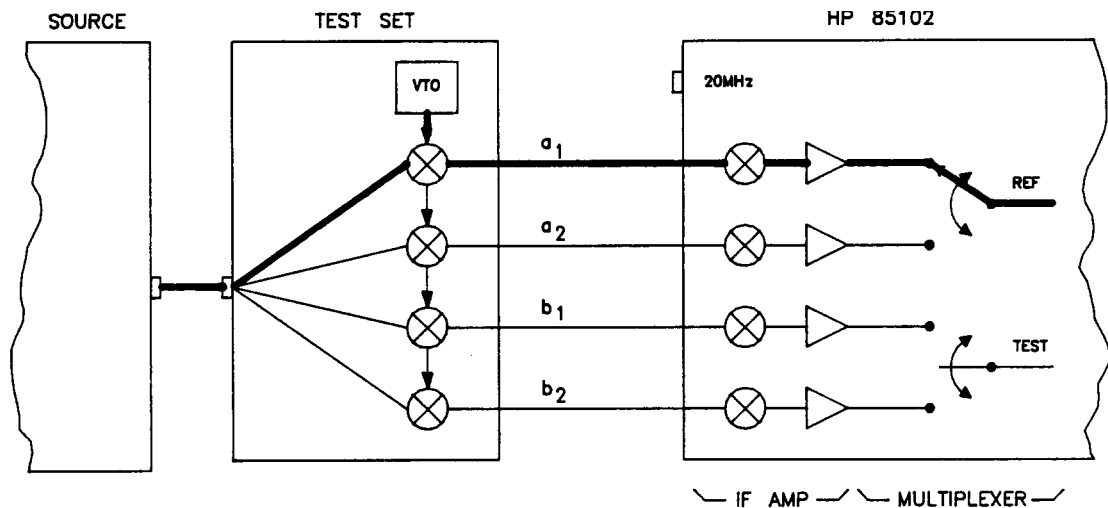 SOURCE
TEST SET
HP 85102
VTO
20MHz
a1
REF
a2
b1
TEST
b2
IF AMP
MULTIPLEXER